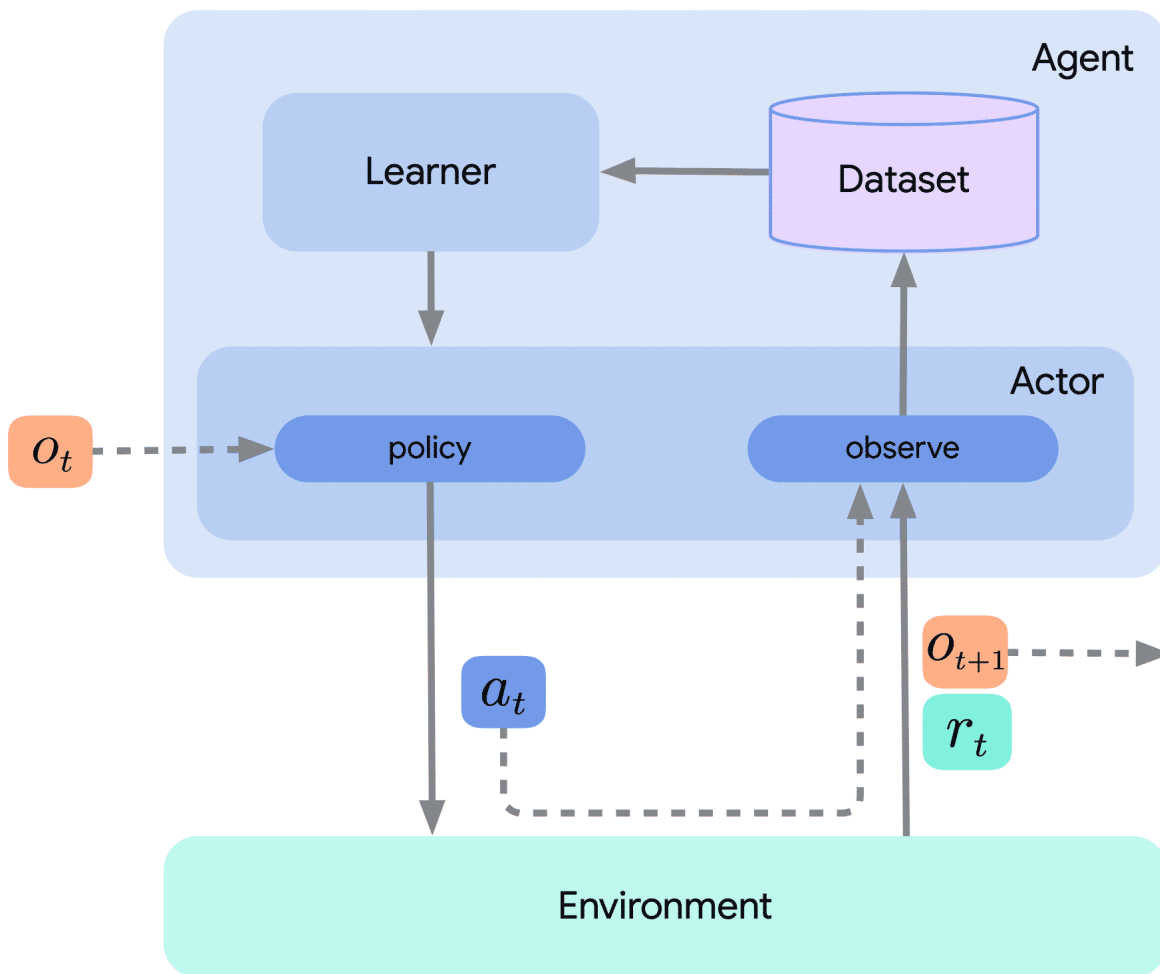 Agent
Learner
Dataset
Actor
o_t
policy
observe
o_{t+1}
a_t
r_t
Environment